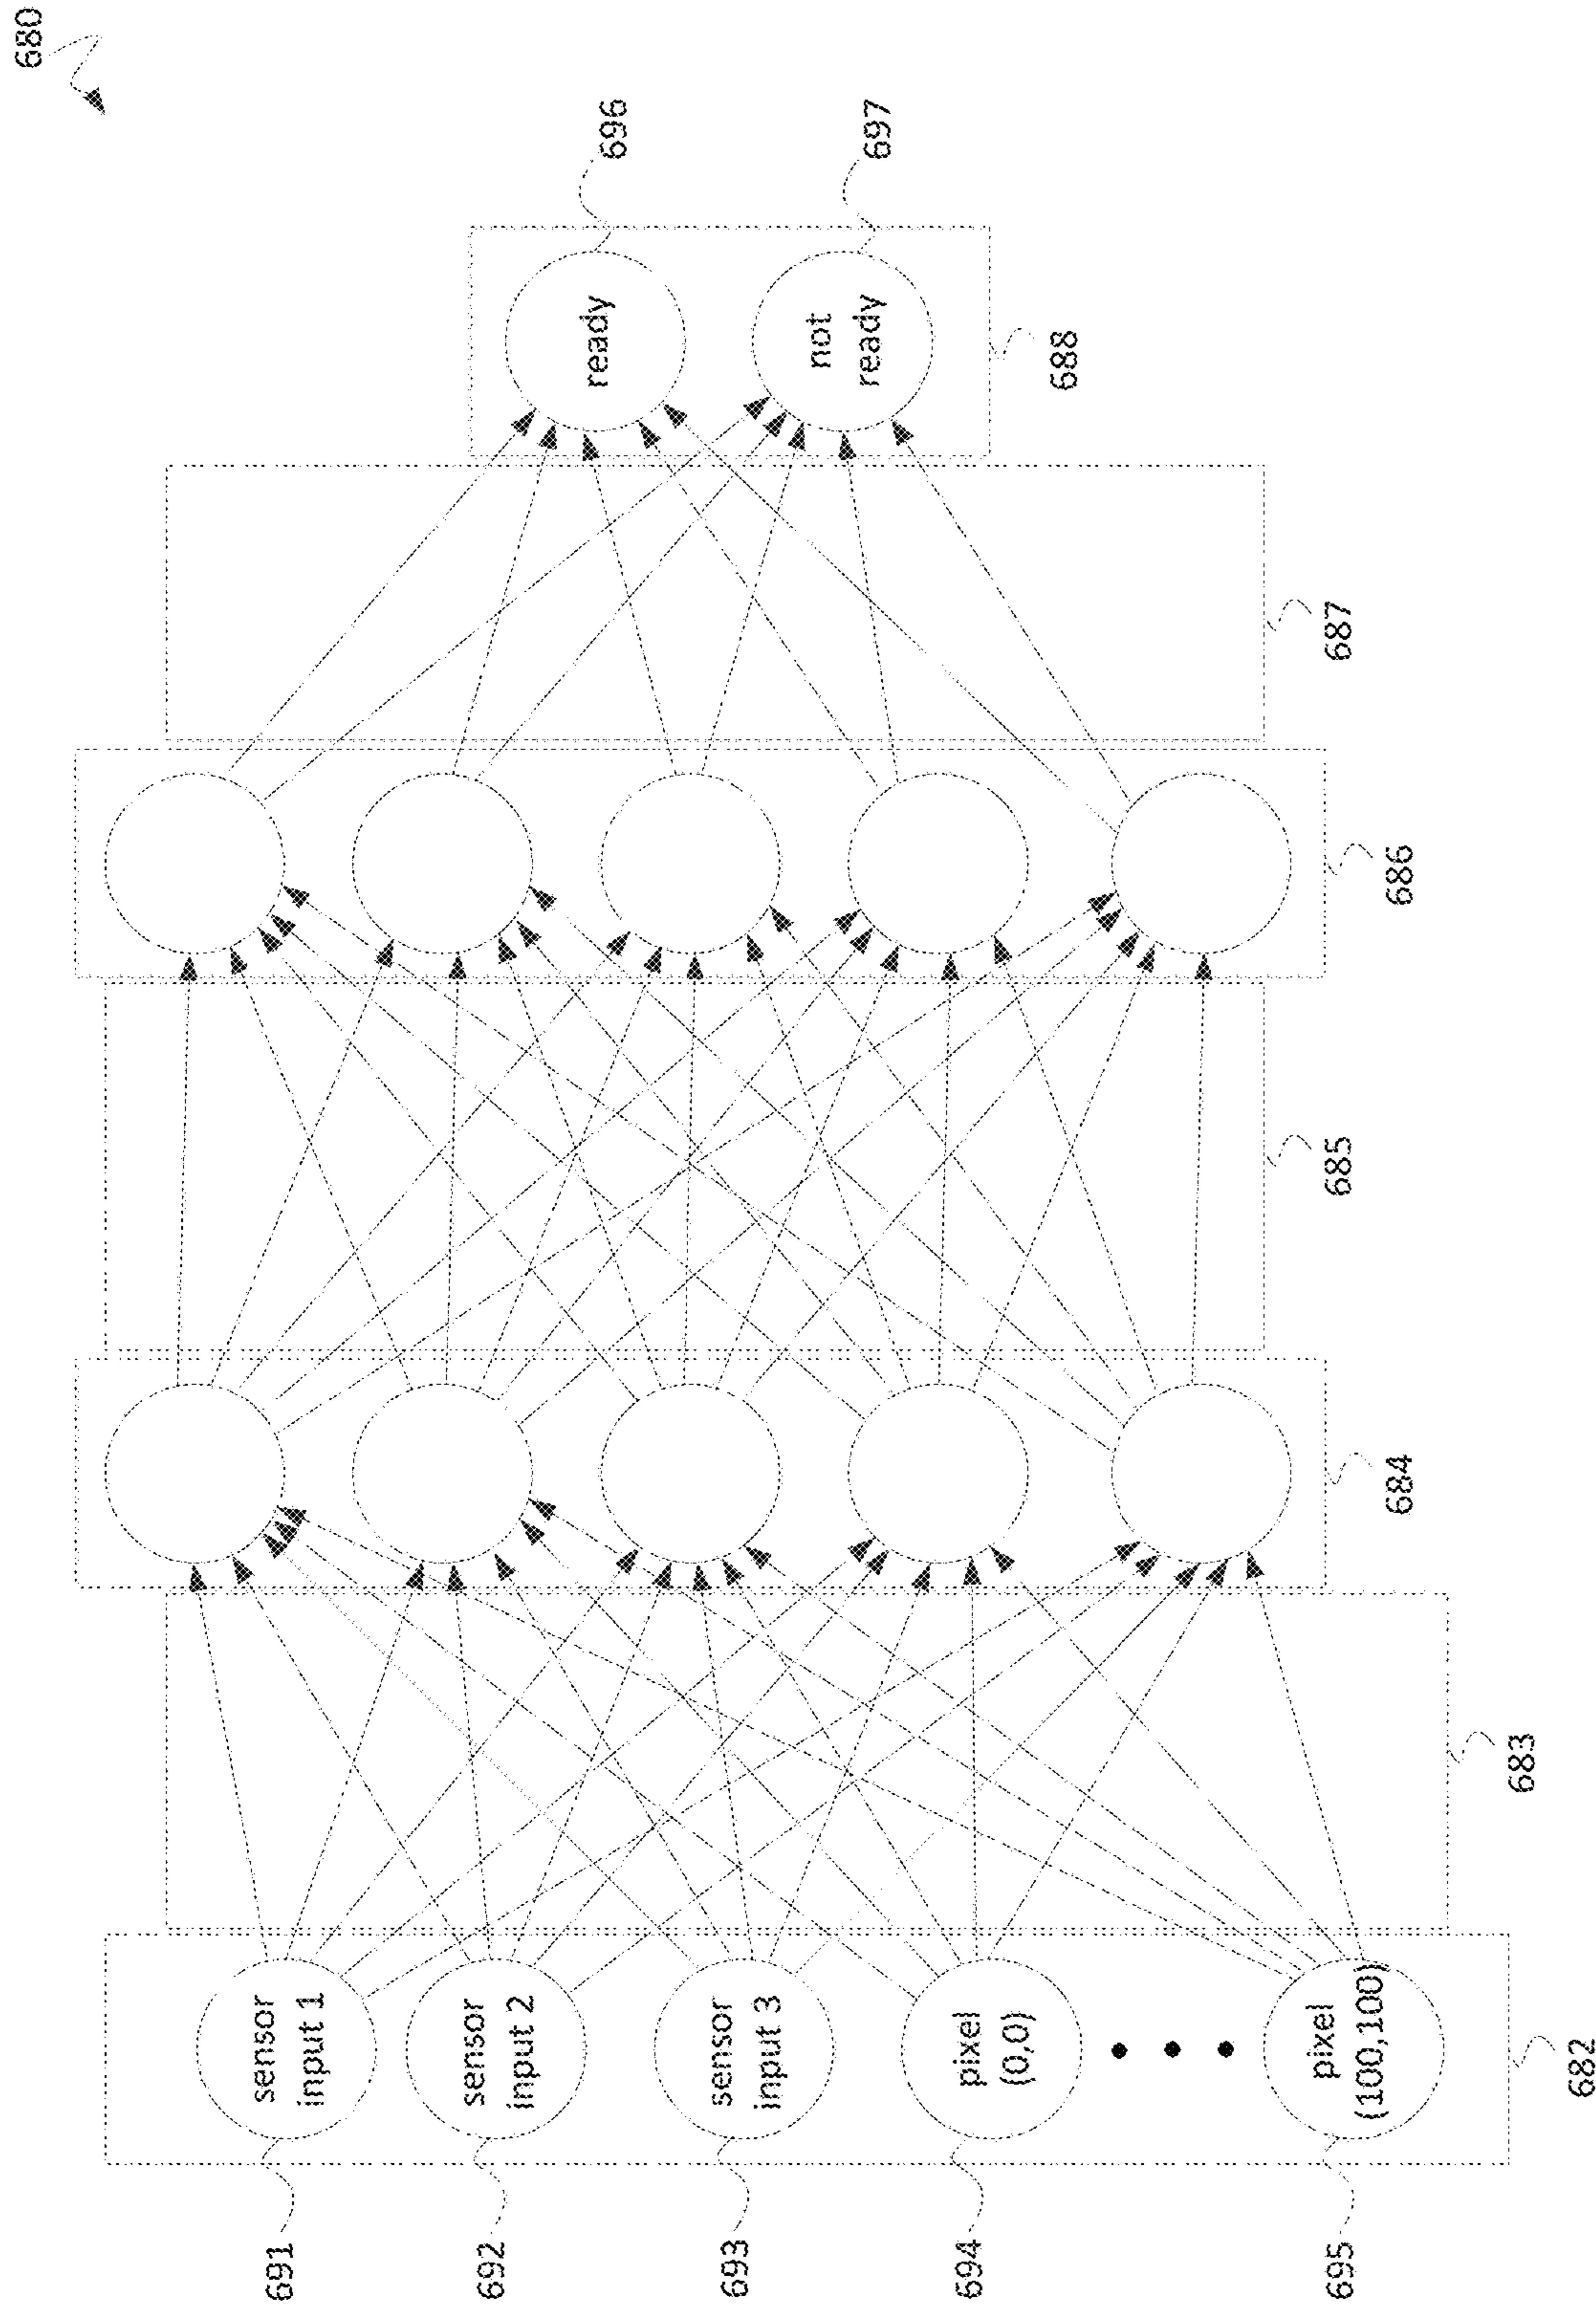 680
691
sensor
input 1
692
sensor
input 2
693
sensor
input 3
694
pixel
(0,0)
695
pixel
(100,100)
682
683
684
685
686
687
ready
696
not
ready
697
688